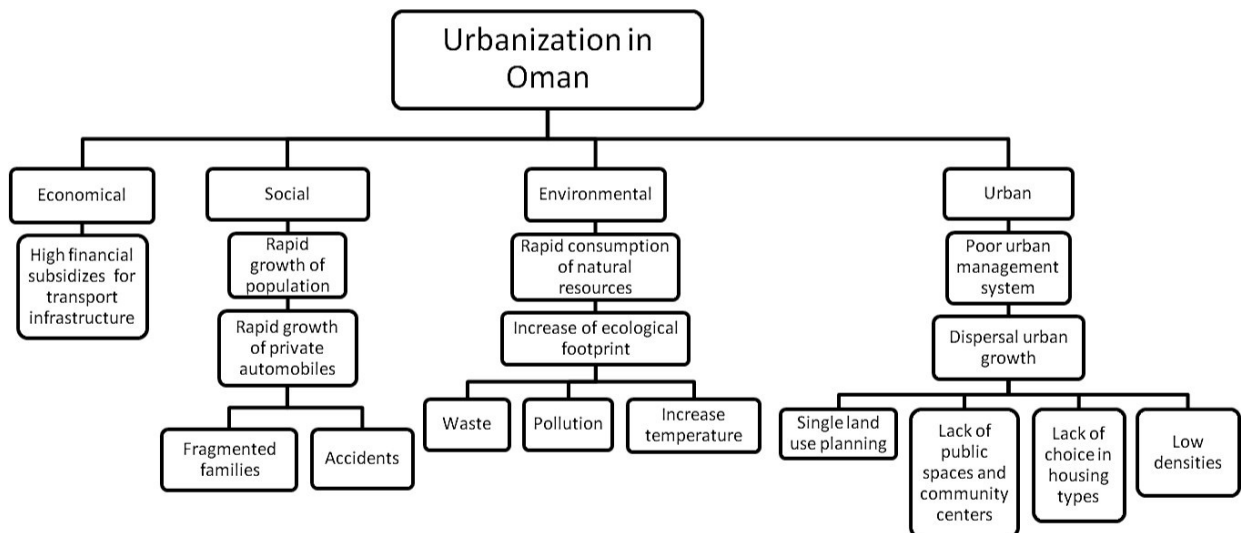 Urbanization in
Oman
Economical
Social
Environmental
Urban
High financial
subsidizes for
transport
infrastructure
Rapid
growth of
population
Rapid consumption
of natural
resources
Poor urban
management
system
Rapid growth
of private
automobiles
Increase of ecological
footprint
Dispersal urban
growth
Fragmented
families
Accidents
Waste
Pollution
Increase
temperature
Single land
use planning
Lack of
public
spaces and
community
centers
Lack of
choice in
housing
types
Low
densities